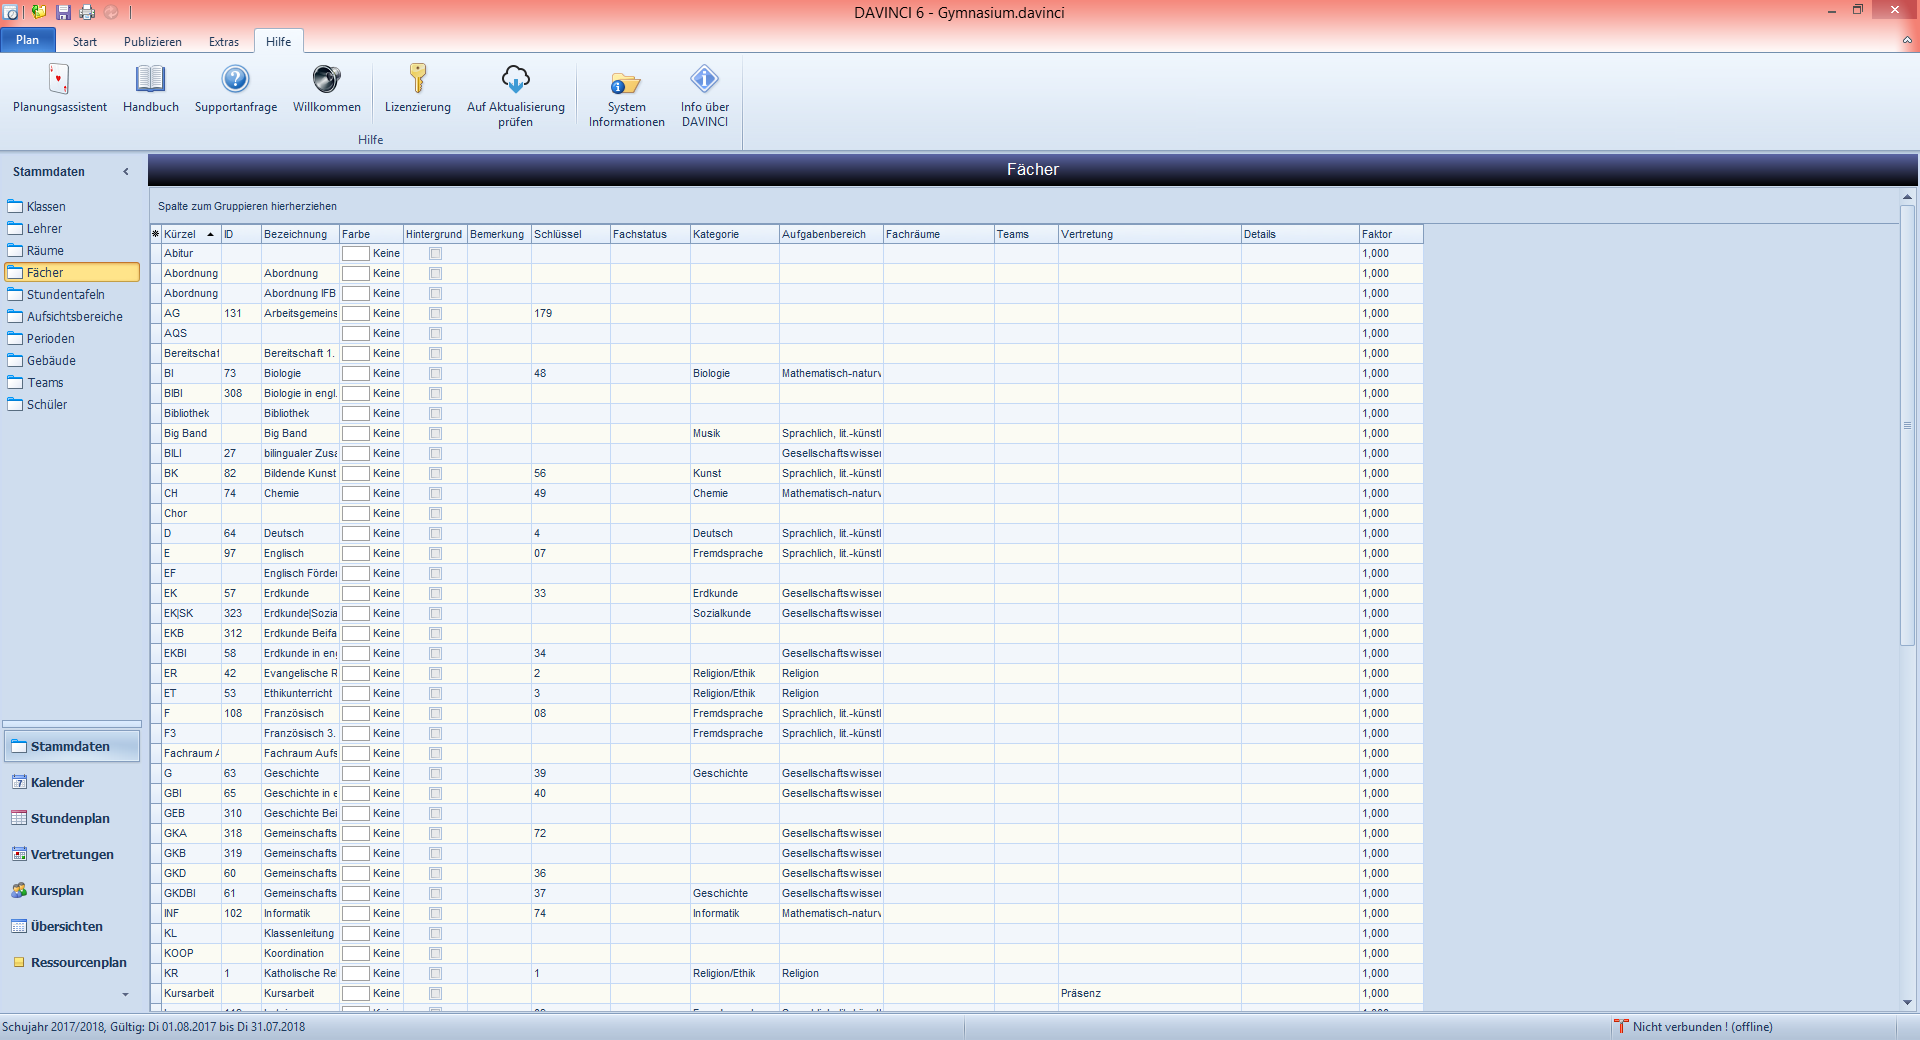 DAVINCI 6 - Gymnasium.davinci
Plan Start Publizieren Extras Hilfe
Planungsassistent Handbuch Supportanfrage Willkommen Lizenzierung Auf Aktualisierung prüfen System Informationen Info über DAVINCI
Hilfe
Stammdaten
Klassen
Lehrer
Räume
Fächer
Stundentafeln
Aufsichtsbereiche
Perioden
Gebäude
Teams
Schüler
Stammdaten
Kalender
Stundenplan
Vertretungen
Kursplan
Übersichten
Ressourcenplan
Fächer
Spalte zum Gruppieren hierherziehen
Kürzel ID Bezeichnung Farbe Hintergrund Bemerkung Schlüssel Fachstatus Kategorie Aufgabenbereich Fachräume Teams Vertretung Details Faktor
Abitur Keine 1,000
Abordnung Abordnung Keine 1,000
Abordnung Abordnung IFB Keine 1,000
AG 131 Arbeitsgemeins Keine 179 1,000
AQS Keine 1,000
Bereitschaf Bereitschaft 1. Keine 1,000
BI 73 Biologie Keine 48 Biologie Mathematisch-naturv 1,000
BIBI 308 Biologie in engl. Keine 1,000
Bibliothek Bibliothek Keine 1,000
Big Band Big Band Keine Musik Sprachlich, lit.-künstl 1,000
BILI 27 bilingualer Zusa Keine Gesellschaftswisser 1,000
BK 82 Bildende Kunst Keine 56 Kunst Sprachlich, lit.-künstl 1,000
CH 74 Chemie Keine 49 Chemie Mathematisch-naturv 1,000
Chor Keine 1,000
D 64 Deutsch Keine 4 Deutsch Sprachlich, lit.-künstl 1,000
E 97 Englisch Keine 07 Fremdsprache Sprachlich, lit.-künstl 1,000
EF Englisch Förder Keine 1,000
EK 57 Erdkunde Keine 33 Erdkunde Gesellschaftswisser 1,000
EK|SK 323 Erdkunde|Sozia Keine Sozialkunde Gesellschaftswisser 1,000
EKB 312 Erdkunde Beifa Keine 1,000
EKBI 58 Erdkunde in eng Keine 34 Gesellschaftswisser 1,000
ER 42 Evangelische R Keine 2 Religion/Ethik Religion 1,000
ET 53 Ethikunterricht Keine 3 Religion/Ethik Religion 1,000
F 108 Französisch Keine 08 Fremdsprache Sprachlich, lit.-künstl 1,000
F3 Französisch 3. Keine Fremdsprache Sprachlich, lit.-künstl 1,000
Fachraum A Fachraum Aufs Keine 1,000
G 63 Geschichte Keine 39 Geschichte Gesellschaftswisser 1,000
GBI 65 Geschichte in e Keine 40 Gesellschaftswisser 1,000
GEB 310 Geschichte Bei Keine 1,000
GKA 318 Gemeinschafts Keine 72 Gesellschaftswisser 1,000
GKB 319 Gemeinschafts Keine Gesellschaftswisser 1,000
GKD 60 Gemeinschafts Keine 36 Gesellschaftswisser 1,000
GKDBI 61 Gemeinschafts Keine 37 Geschichte Gesellschaftswisser 1,000
INF 102 Informatik Keine 74 Informatik Mathematisch-naturv 1,000
KL Klassenleitung Keine 1,000
KOOP Koordination Keine 1,000
KR 1 Katholische Re Keine 1 Religion/Ethik Religion 1,000
Kursarbeit Kursarbeit Keine Präsenz 1,000
Schujahr 2017/2018, Gültig: Di 01.08.2017 bis Di 31.07.2018
Nicht verbunden ! (offline)